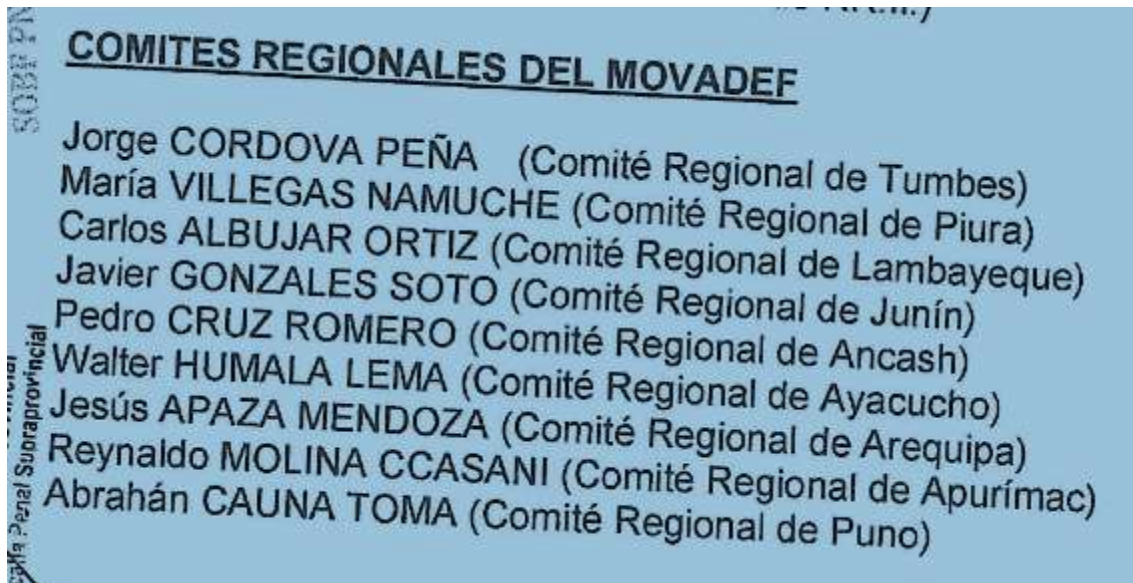 COMITES REGIONALES DEL MOVADEF
Jorge CORDOVA PEÑA (Comité Regional de Tumbes)
María VILLEGAS NAMUCHE (Comité Regional de Piura)
Carlos ALBUJAR ORTIZ (Comité Regional de Lambayeque)
Javier GONZALES SOTO (Comité Regional de Junín)
Pedro CRUZ ROMERO (Comité Regional de Ancash)
Walter HUMALA LEMA (Comité Regional de Ayacucho)
Jesús APAZA MENDOZA (Comité Regional de Arequipa)
Reynaldo MOLINA CCASANI (Comité Regional de Apurímac)
Abrahán CAUNA TOMA (Comité Regional de Puno)
Penal Supraprovincial